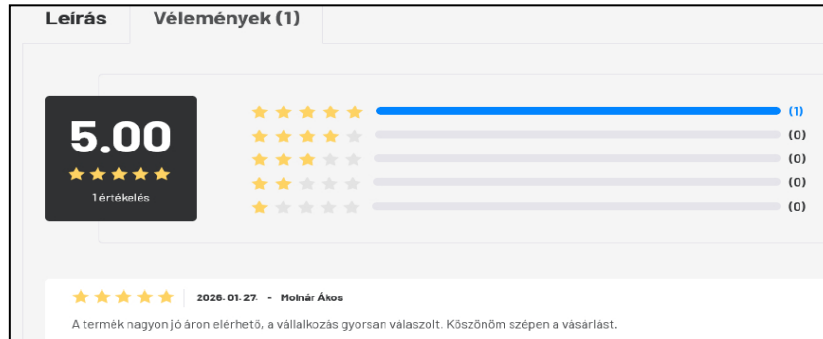 Leírás Vélemények (1)
5.00
1 értékelés
(1)
(0)
(0)
(0)
(0)
2026. 01. 27. - Molnár Ákos
A termék nagyon jó áron elérhető, a vállalkozás gyorsan válaszolt. Köszönöm szépen a vásárlást.